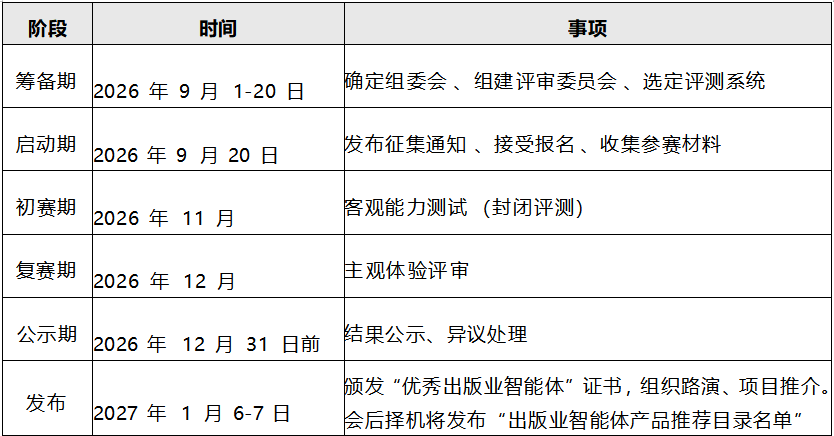 阶段 时间 事项
筹备期 2026 年 9 月 1-20 日 确定组委会 、组建评审委员会 、选定评测系统
启动期 2026 年 9 月 20 日 发布征集通知 、接受报名 、收集参赛材料
初赛期 2026 年 11 月 客观能力测试 (封闭评测)
复赛期 2026 年 12 月 主观体验评审
公示期 2026 年 12 月 31 日前 结果公示、异议处理
发布 2027 年 1 月 6-7 日 颁发“优秀出版业智能体”证书，组织路演、项目推介。
会后择机将发布“出版业智能体产品推荐目录名单”